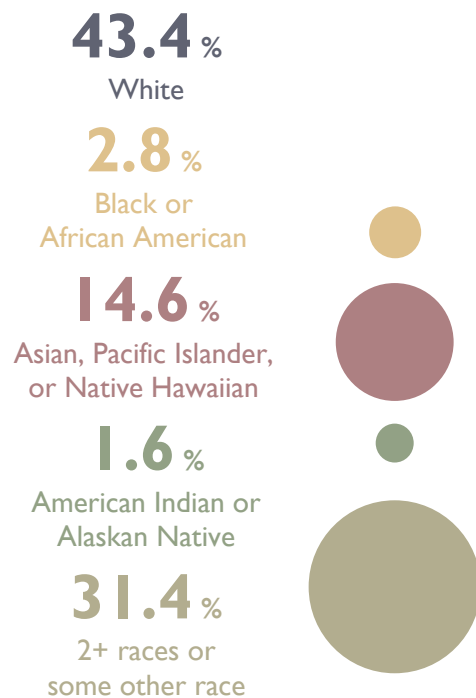 43.4 %
White
2.8 %
Black or
African American
14.6 %
Asian, Pacific Islander,
or Native Hawaiian
1.6 %
American Indian or
Alaskan Native
31.4 %
2+ races or
some other race